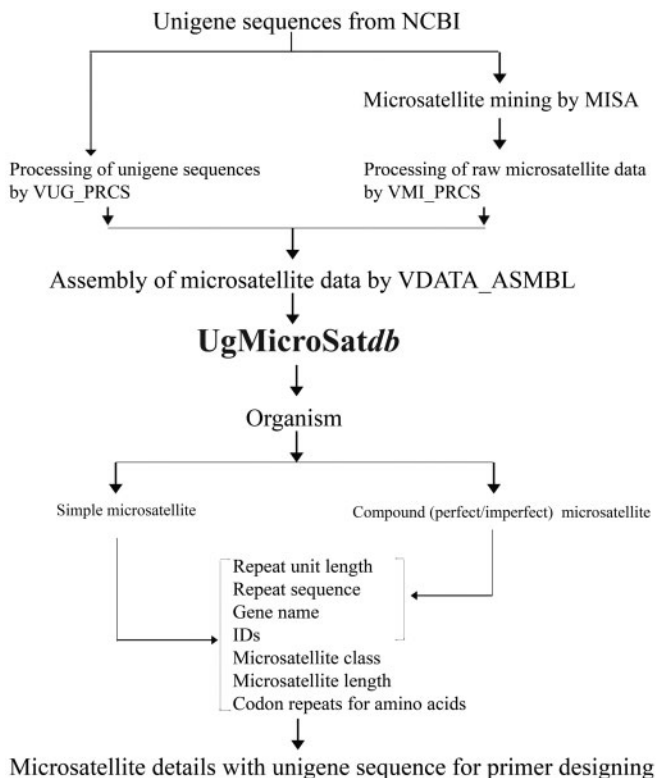 Unigene sequences from NCBI
Microsatellite mining by MISA
Processing of unigene sequences
by VUG_PRCS
Processing of raw microsatellite data
by VMI_PRCS
Assembly of microsatellite data by VDATA_ASMBL
UgMicroSatdb
Organism
Simple microsatellite
Compound (perfect/imperfect) microsatellite
Repeat unit length
Repeat sequence
Gene name
IDs
Microsatellite class
Microsatellite length
Codon repeats for amino acids
Microsatellite details with unigene sequence for primer designing